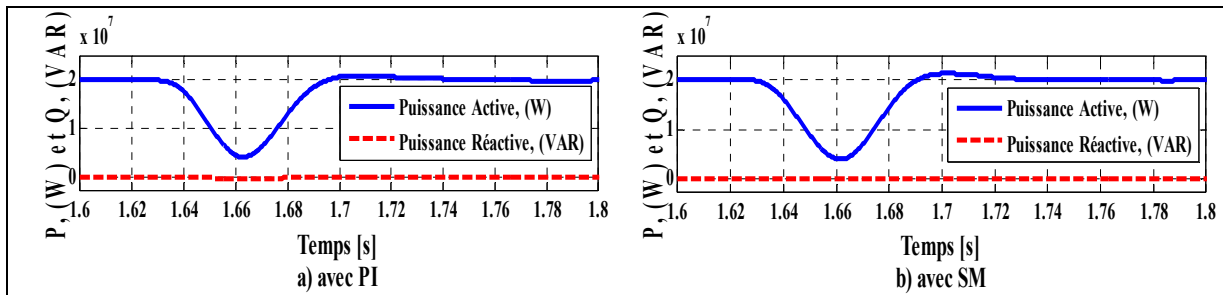 P, (W) et Q, (VAR)
x 10^7
2
1
0
Puissance Active, (W)
Puissance Réactive, (VAR)
1.6 1.62 1.64 1.66 1.68 1.7 1.72 1.74 1.76 1.78 1.8
Temps [s]
a) avec PI
P, (W) et Q, (VAR)
x 10^7
2
1
0
Puissance Active, (W)
Puissance Réactive, (VAR)
1.6 1.62 1.64 1.66 1.68 1.7 1.72 1.74 1.76 1.78 1.8
Temps [s]
b) avec SM